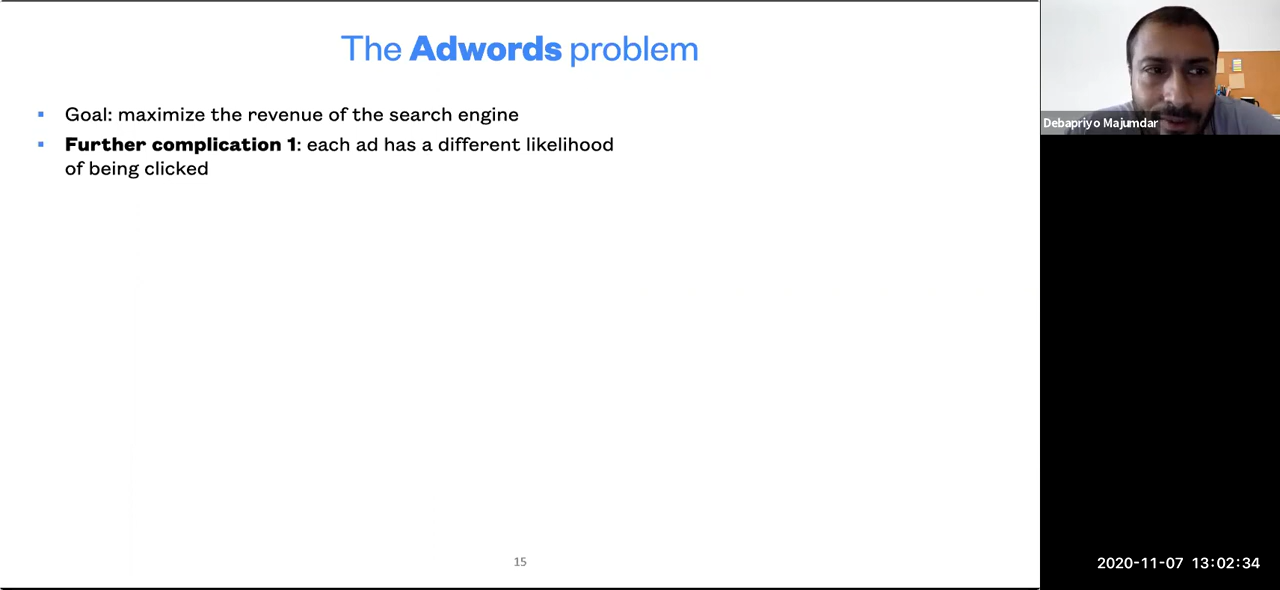 The Adwords problem
▪ Goal: maximize the revenue of the search engine
▪ Further complication 1: each ad has a different likelihood
of being clicked
15
Debapriyo Majumdar
2020-11-07 13:02:34